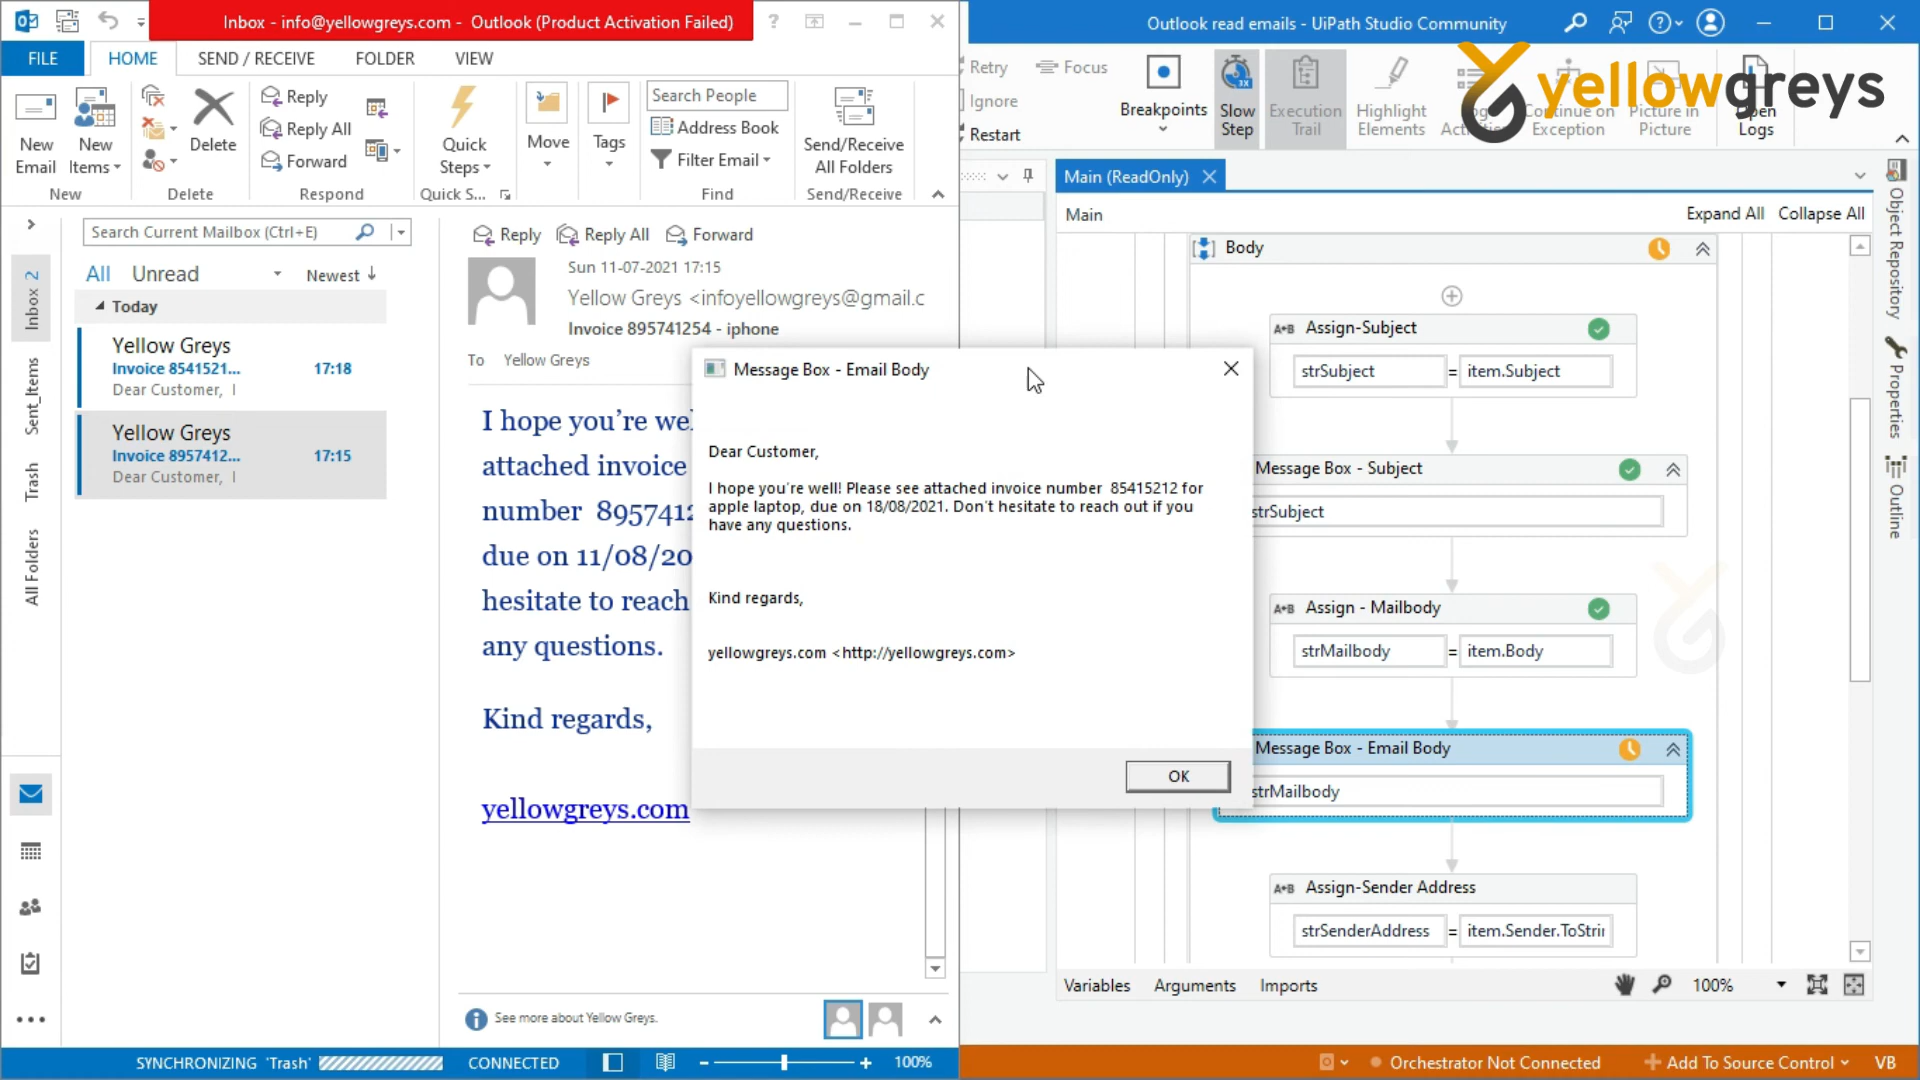 Inbox - info@yellowgreys.com - Outlook (Product Activation Failed)
?
FILE
HOME
SEND / RECEIVE
FOLDER
VIEW
New
Email
New
Items
New
Delete
Delete
Reply
Reply All
Forward
Respond
Quick
Steps
Quick S...
Move
Tags
Search People
Address Book
Filter Email
Find
Send/Receive
All Folders
Send/Receive
Search Current Mailbox (Ctrl+E)
All
Unread
Newest
Today
Yellow Greys
Invoice 8541521...
17:18
Dear Customer, I
Yellow Greys
Invoice 8957412...
17:15
Dear Customer, I
Inbox 2
Sent_Items
Trash
All Folders
Reply
Reply All
Forward
Sun 11-07-2021 17:15
Yellow Greys <infoyellowgreys@gmail.c
Invoice 895741254 - iphone
To
Yellow Greys
I hope you're wel
attached invoice
number 8957412
due on 11/08/20
hesitate to reach
any questions.
Kind regards,
yellowgreys.com
See more about Yellow Greys.
SYNCHRONIZING 'Trash'
CONNECTED
100%
Message Box - Email Body
Dear Customer,
I hope you're well! Please see attached invoice number 85415212 for
apple laptop, due on 18/08/2021. Don't hesitate to reach out if you
have any questions.
Kind regards,
yellowgreys.com <http://yellowgreys.com>
OK
Outlook read emails - UiPath Studio Community
Retry
Ignore
Restart
Focus
Breakpoints
Slow
Step
Execution
Trail
Highlight
Elements
Continue on
Exception
Picture in
Picture
Open
Logs
yellowgreys
Main (ReadOnly)
Main
Expand All
Collapse All
Body
A+B Assign-Subject
strSubject
=
item.Subject
Message Box - Subject
strSubject
A+B Assign - Mailbody
strMailbody
=
item.Body
Message Box - Email Body
strMailbody
A+B Assign-Sender Address
strSenderAddress
=
item.Sender.ToStrin
Object Repository
Properties
Outline
Variables
Arguments
Imports
100%
Orchestrator Not Connected
Add To Source Control
VB